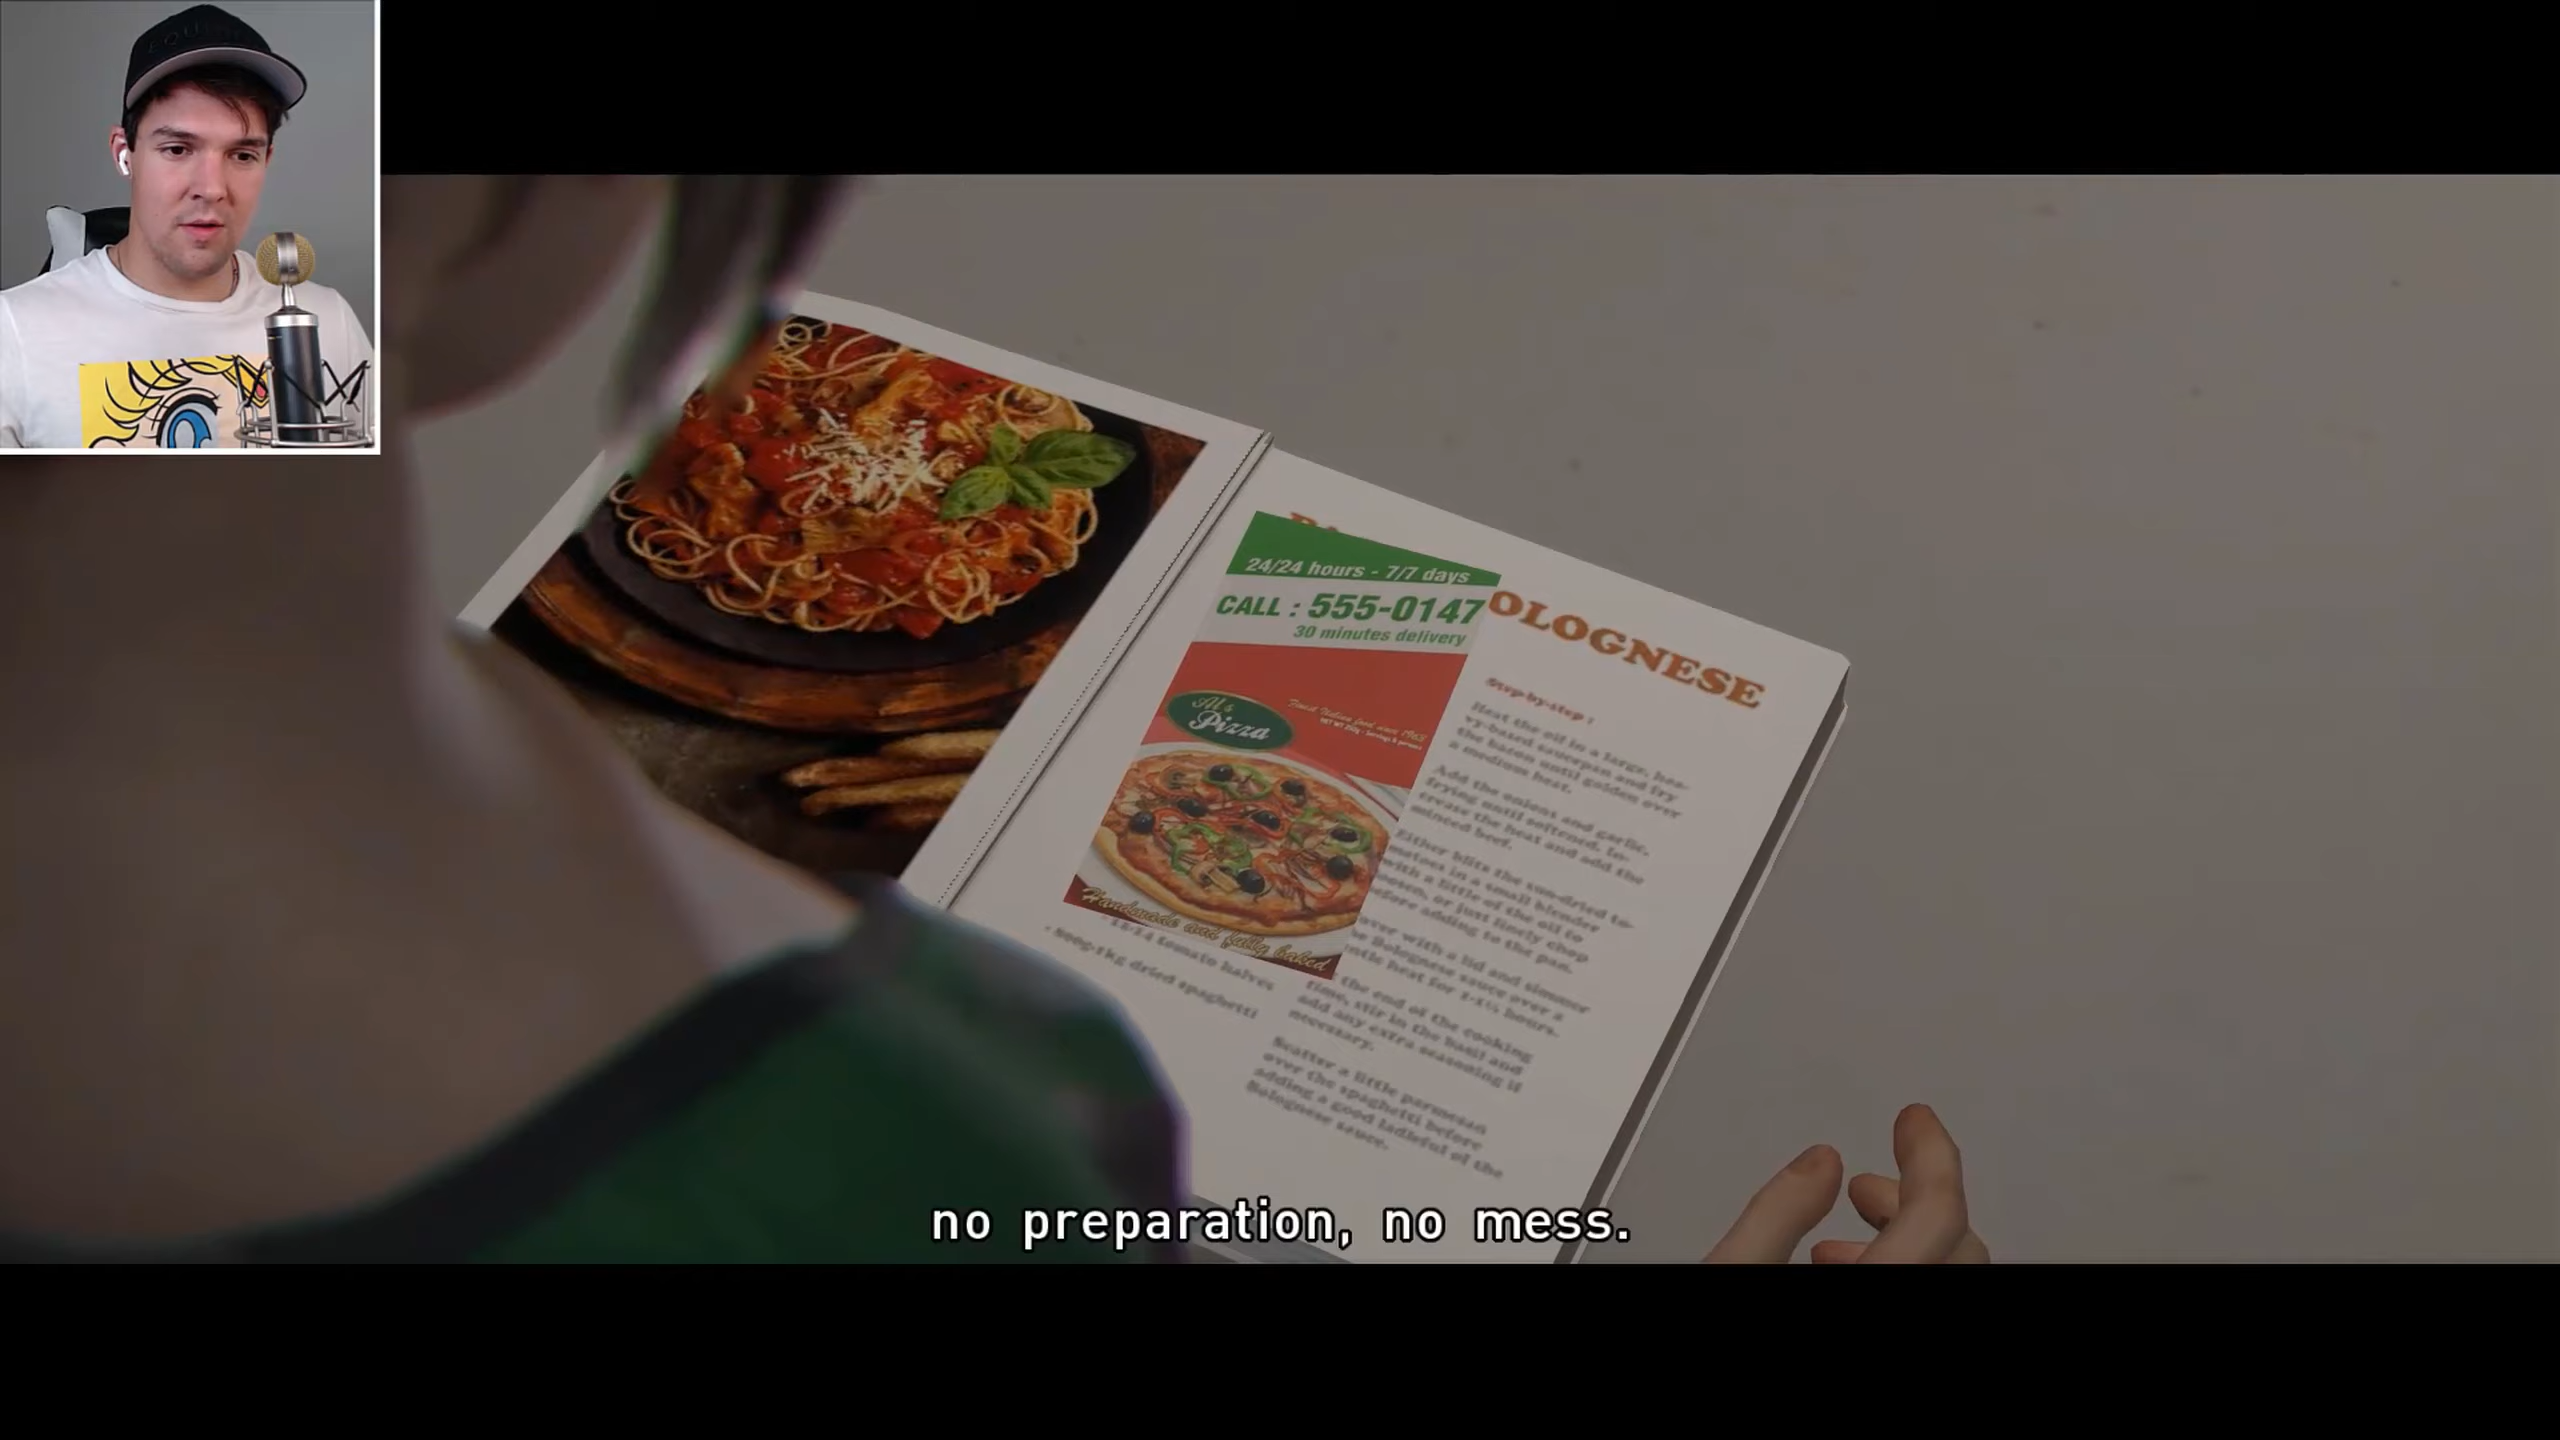 EQUINOX
24/24 hours - 7/7 days
CALL : 555-0147
30 minutes delivery
Al's
Pizza
Finest Italian food since 1963
Handmade and fully baked
- 12/14 tomato halves
- 800g-1kg dried spaghetti
OLOGNESE
Step-by-step :
Heat the oil in a large, hea-
vy-based saucepan and fry
the bacon until golden over
a medium heat.
Add the onions and garlic,
frying until softened. In-
crease the heat and add the
minced beef.
Either blitz the sun-dried to-
matoes in a small blender
with a little of the oil to
loosen, or just finely chop
before adding to the pan.
over with a lid and simmer
he Bolognese sauce over a
ntle heat for 1-1½ hours.
the end of the cooking
time, stir in the basil and
add any extra seasoning if
necessary.
Scatter a little parmesan
over the spaghetti before
adding a good ladleful of the
Bolognese sauce.
no preparation, no mess.